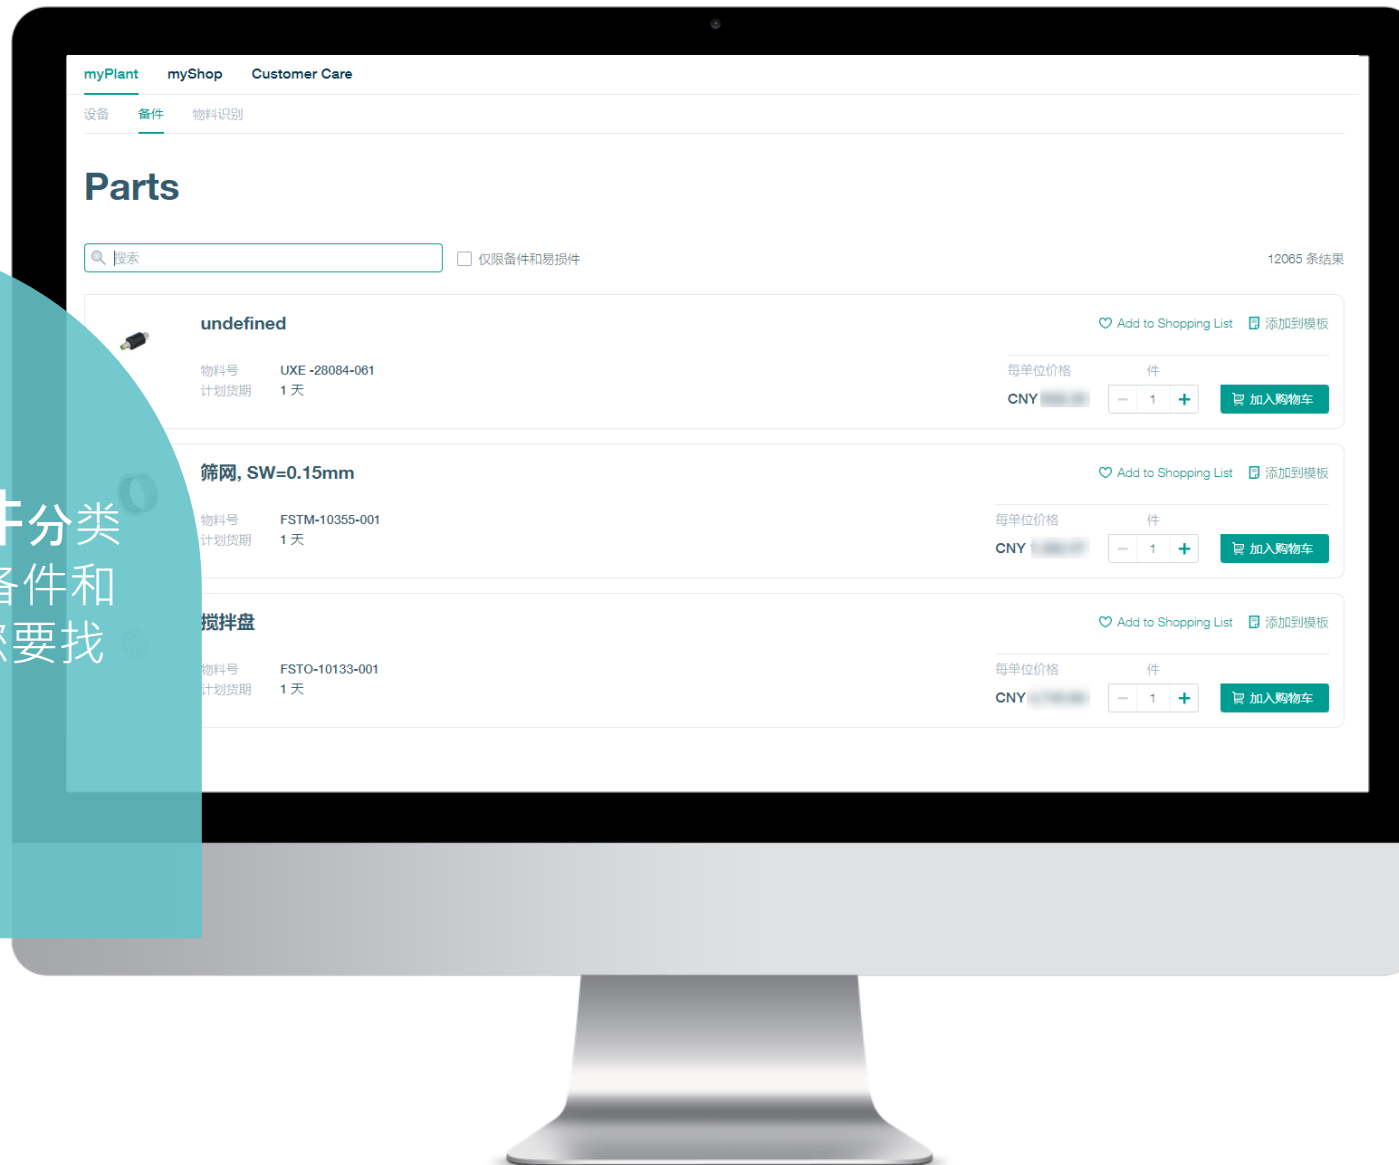 myPlant myShop Customer Care
设备 备件 物料识别
Parts
搜索 仅限备件和易损件 12065 条结果
undefined Add to Shopping List 添加到模板
物料号 UXE -28084-061 每单位价格 件
计划货期 1 天
CNY - 1 + 加入购物车
筛网, SW=0.15mm Add to Shopping List 添加到模板
物料号 FSTM-10355-001 每单位价格 件
计划货期 1 天
CNY - 1 + 加入购物车
搅拌盘 Add to Shopping List 添加到模板
物料号 FSTO-10133-001 每单位价格 件
计划货期 1 天
CNY - 1 + 加入购物车
分类
件和
要找